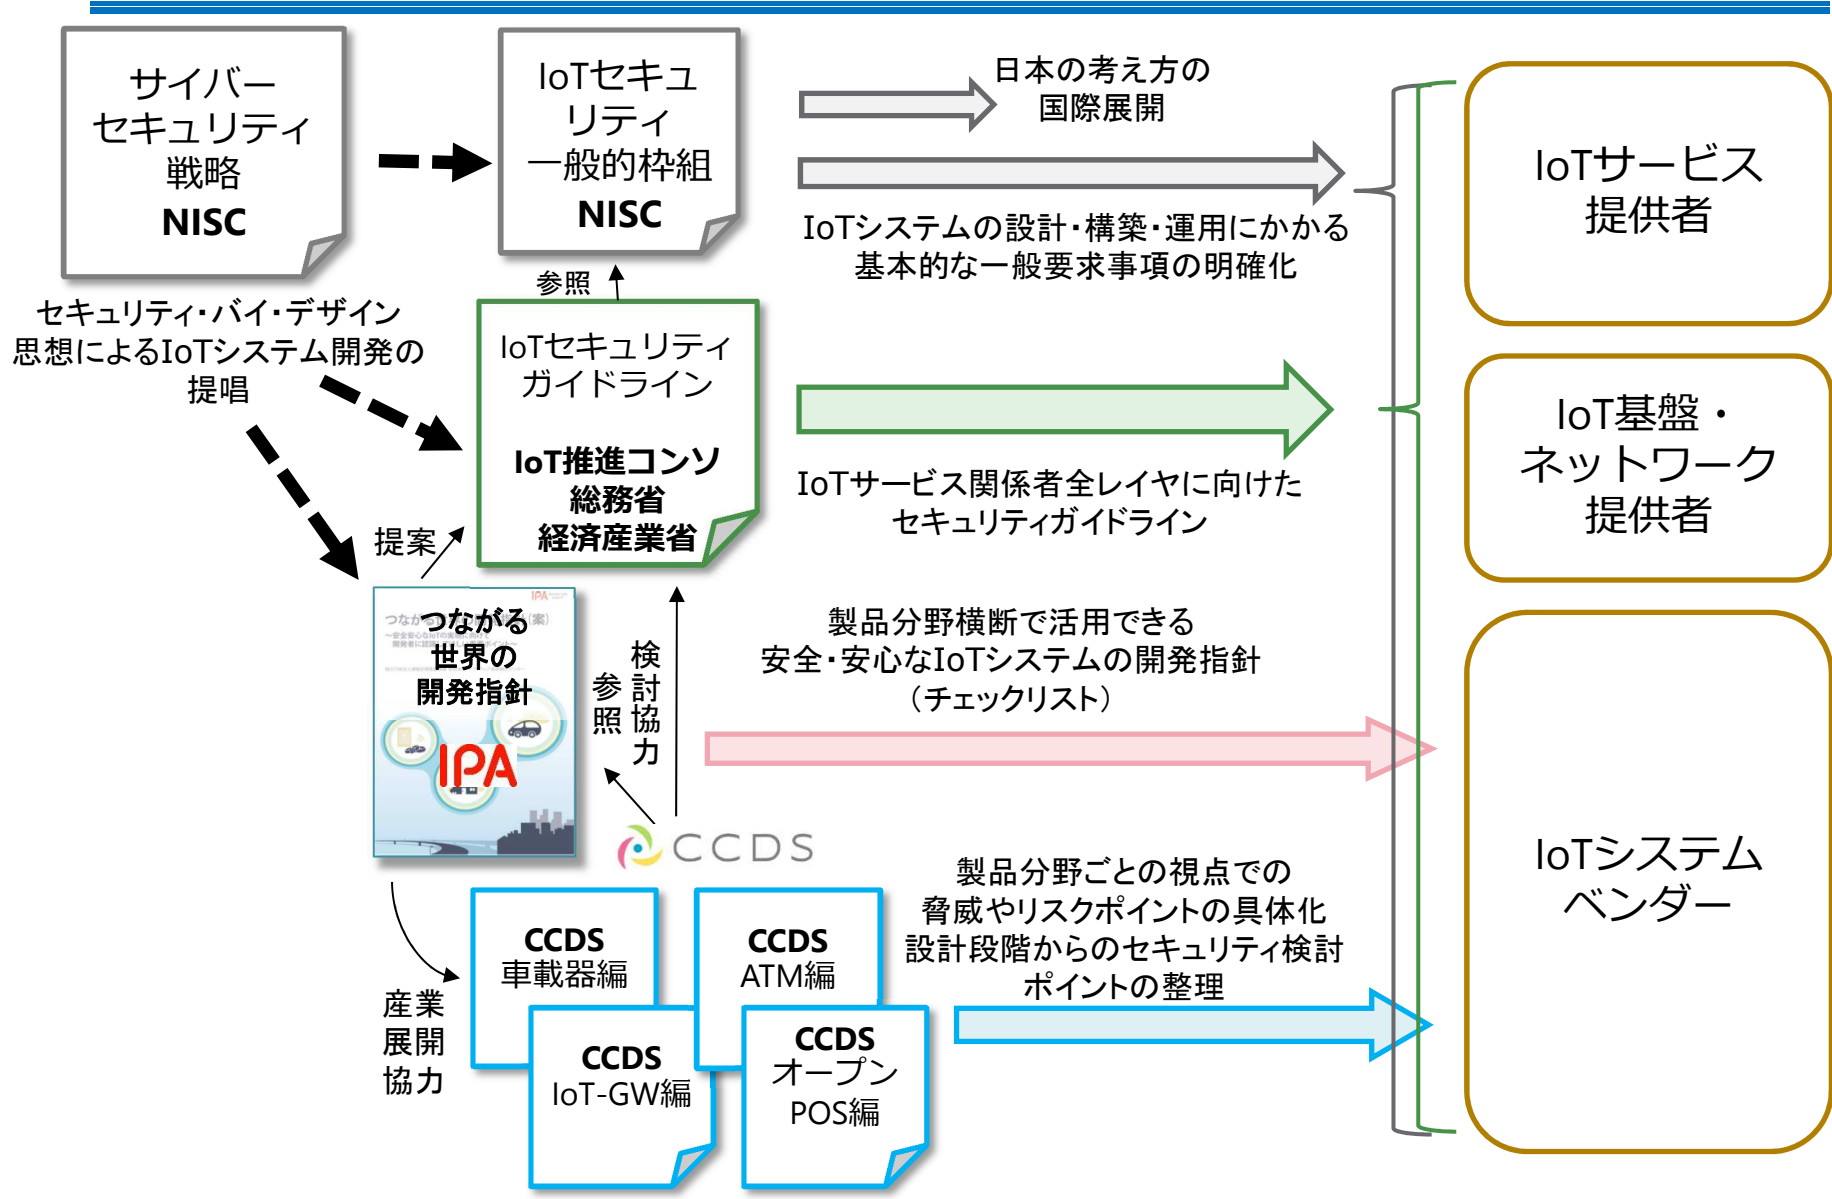 サイバー
セキュリティ
戦略
NISC
IoTセキュ
リティ
一般的枠組
NISC
日本の考え方の
国際展開
IoTシステムの設計・構築・運用にかかる
基本的な一般要求事項の明確化
参照
セキュリティ・バイ・デザイン
思想によるIoTシステム開発の
提唱
IoTセキュリティ
ガイドライン
IoT推進コンソ
総務省
経済産業省
IoTサービス関係者全レイヤに向けた
セキュリティガイドライン
提案
IPA
つながる
世界の
開発指針
(案)
IPA
参照
検討協力
製品分野横断で活用できる
安全・安心なIoTシステムの開発指針
（チェックリスト）
CCDS
産業
展開
協力
CCDS
車載器編
CCDS
ATM編
CCDS
IoT-GW編
CCDS
オープン
POS編
製品分野ごとの視点での
脅威やリスクポイントの具体化
設計段階からのセキュリティ検討
ポイントの整理
IoTサービス
提供者
IoT基盤・
ネットワーク
提供者
IoTシステム
ベンダー